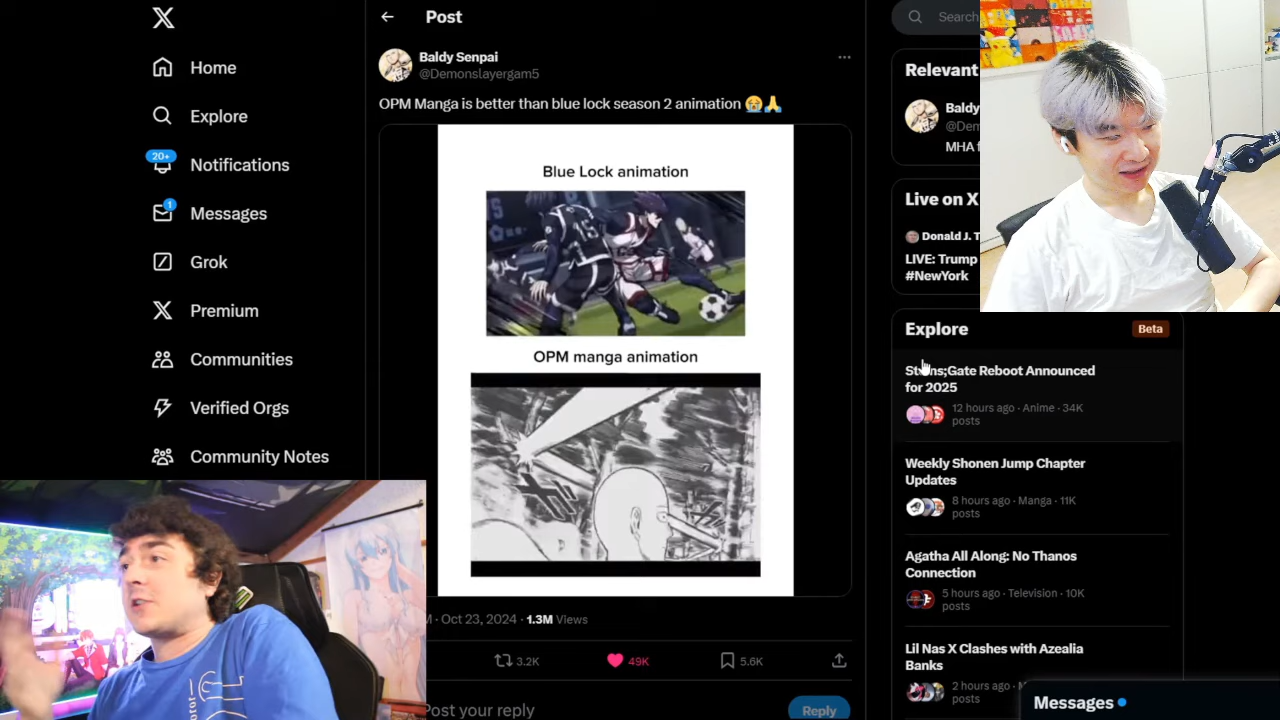 Home
Explore
Notifications
20+
Messages
1
Grok
Premium
Communities
Verified Orgs
Community Notes
Post
Baldy Senpai
@Demonslayergam5
OPM Manga is better than blue lock season 2 animation 😭🙏
Blue Lock animation
OPM manga animation
Oct 23, 2024 · 1.3M Views
3.2K
49K
5.6K
Post your reply
Reply
Search
Relevant
Baldy
@Dem
MHA
Live on X
Donald J. T
LIVE: Trump
#NewYork
Explore
Beta
Steins;Gate Reboot Announced
for 2025
12 hours ago · Anime · 34K
posts
Weekly Shonen Jump Chapter
Updates
8 hours ago · Manga · 11K
posts
Agatha All Along: No Thanos
Connection
5 hours ago · Television · 10K
posts
Lil Nas X Clashes with Azealia
Banks
2 hours ago ·
posts
Messages